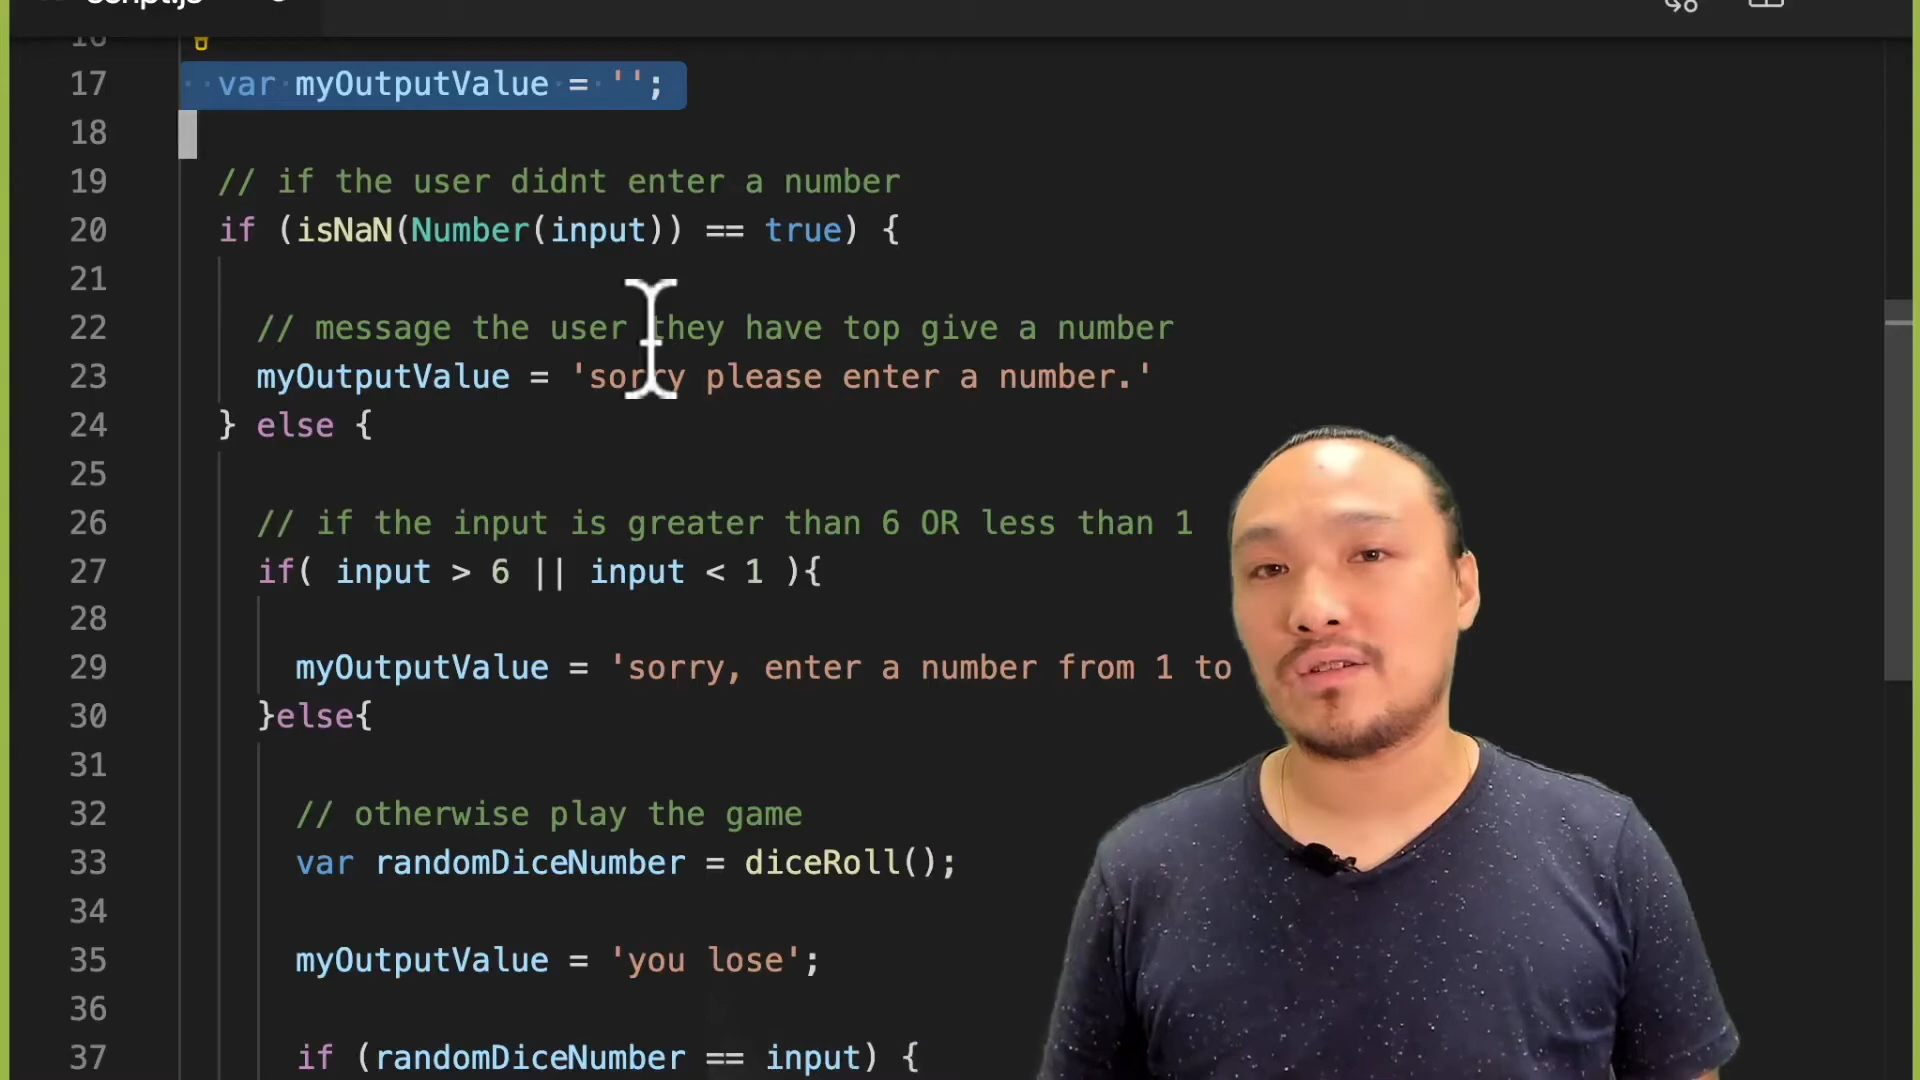 script.js
16
17 var myOutputValue = '';
18
19 // if the user didnt enter a number
20 if (isNaN(Number(input)) == true) {
21
22 // message the user they have top give a number
23 myOutputValue = 'sorry please enter a number.'
24 } else {
25
26 // if the input is greater than 6 OR less than 1
27 if( input > 6 || input < 1 ){
28
29 myOutputValue = 'sorry, enter a number from 1 to
30 }else{
31
32 // otherwise play the game
33 var randomDiceNumber = diceRoll();
34
35 myOutputValue = 'you lose';
36
37 if (randomDiceNumber == input) {